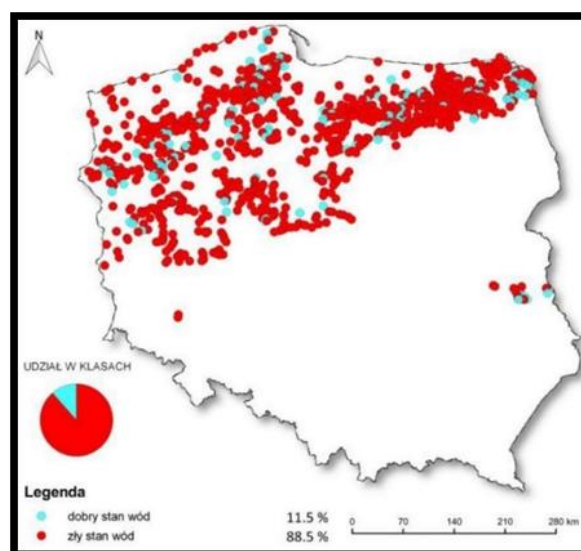 N
UDZIAŁ W KLASACH
Legenda
dobry stan wód 11.5 %
zły stan wód 88.5 %
0 70 140 210 280 km